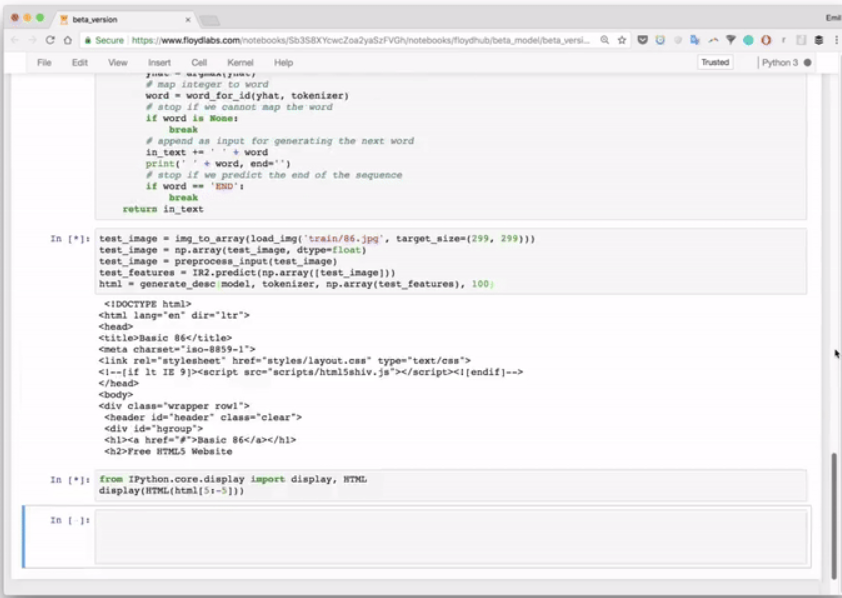 beta_version
Emil
Secure https://www.floydlabs.com/notebooks/Sb3S8XYcwcZoa2yaSzFVGh/notebooks/floydhub/beta_model/beta_versi...
File Edit View Insert Cell Kernel Help Trusted Python 3
yhat = argmax(yhat)
# map integer to word
word = word_for_id(yhat, tokenizer)
# stop if we cannot map the word
if word is None:
break
# append as input for generating the next word
in_text += ' ' + word
print(' ' + word, end='')
# stop if we predict the end of the sequence
if word == 'END':
break
return in_text
In [*]: test_image = img_to_array(load_img('train/86.jpg', target_size=(299, 299)))
test_image = np.array(test_image, dtype=float)
test_image = preprocess_input(test_image)
test_features = IR2.predict(np.array([test_image]))
html = generate_desc(model, tokenizer, np.array(test_features), 100)
<!DOCTYPE html>
<html lang="en" dir="ltr">
<head>
<title>Basic 86</title>
<meta charset="iso-8859-1">
<link rel="stylesheet" href="styles/layout.css" type="text/css">
<!--[if lt IE 9]><script src="scripts/html5shiv.js"></script><![endif]-->
</head>
<body>
<div class="wrapper row1">
<header id="header" class="clear">
<div id="hgroup">
<h1><a href="#">Basic 86</a></h1>
<h2>Free HTML5 Website
In [*]: from IPython.core.display import display, HTML
display(HTML(html[5:-5]))
In [ ]: